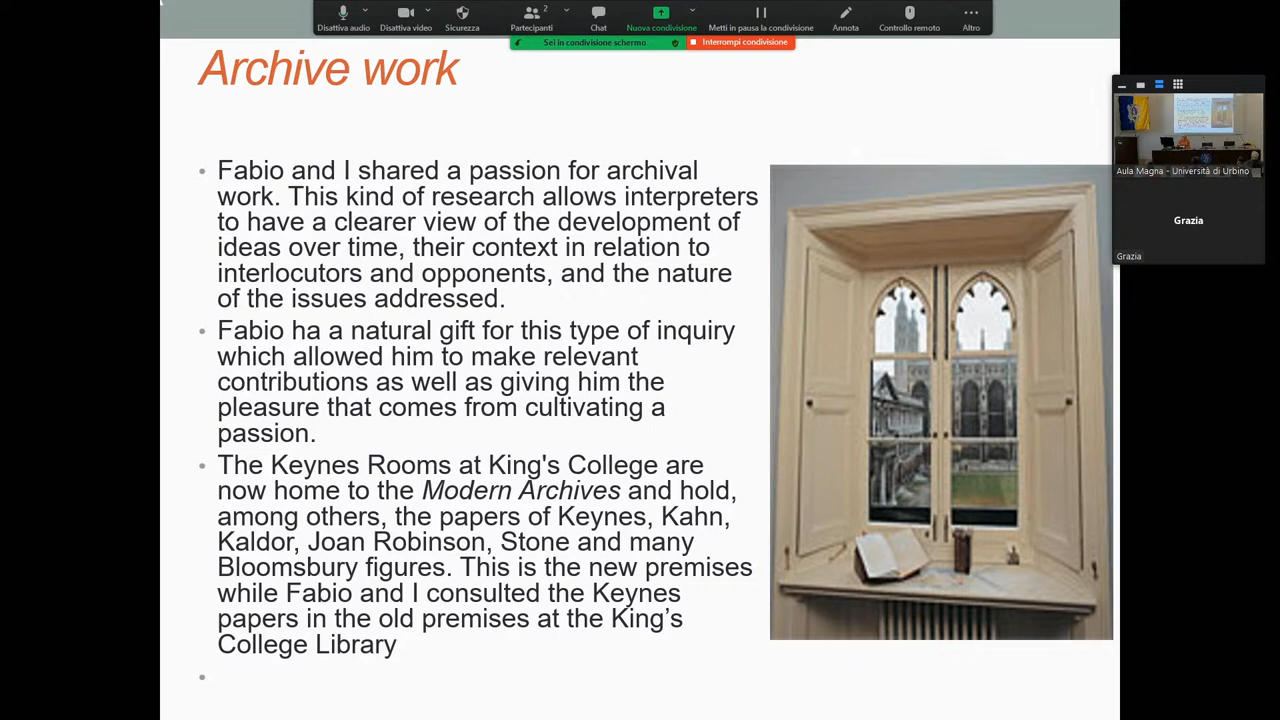 2
Disattiva audio
Disattiva video
Sicurezza
Partecipanti
Chat
Nuova condivisione
Metti in pausa la condivisione
Annota
Controllo remoto
Altro
Sei in condivisione schermo
Interrompi condivisione
Archive work
Fabio and I shared a passion for archival
work. This kind of research allows interpreters
to have a clearer view of the development of
ideas over time, their context in relation to
interlocutors and opponents, and the nature
of the issues addressed.
Fabio ha a natural gift for this type of inquiry
which allowed him to make relevant
contributions as well as giving him the
pleasure that comes from cultivating a
passion.
The Keynes Rooms at King's College are
now home to the Modern Archives and hold,
among others, the papers of Keynes, Kahn,
Kaldor, Joan Robinson, Stone and many
Bloomsbury figures. This is the new premises
while Fabio and I consulted the Keynes
papers in the old premises at the King’s
College Library
Aula Magna - Università di Urbino
Grazia
Grazia